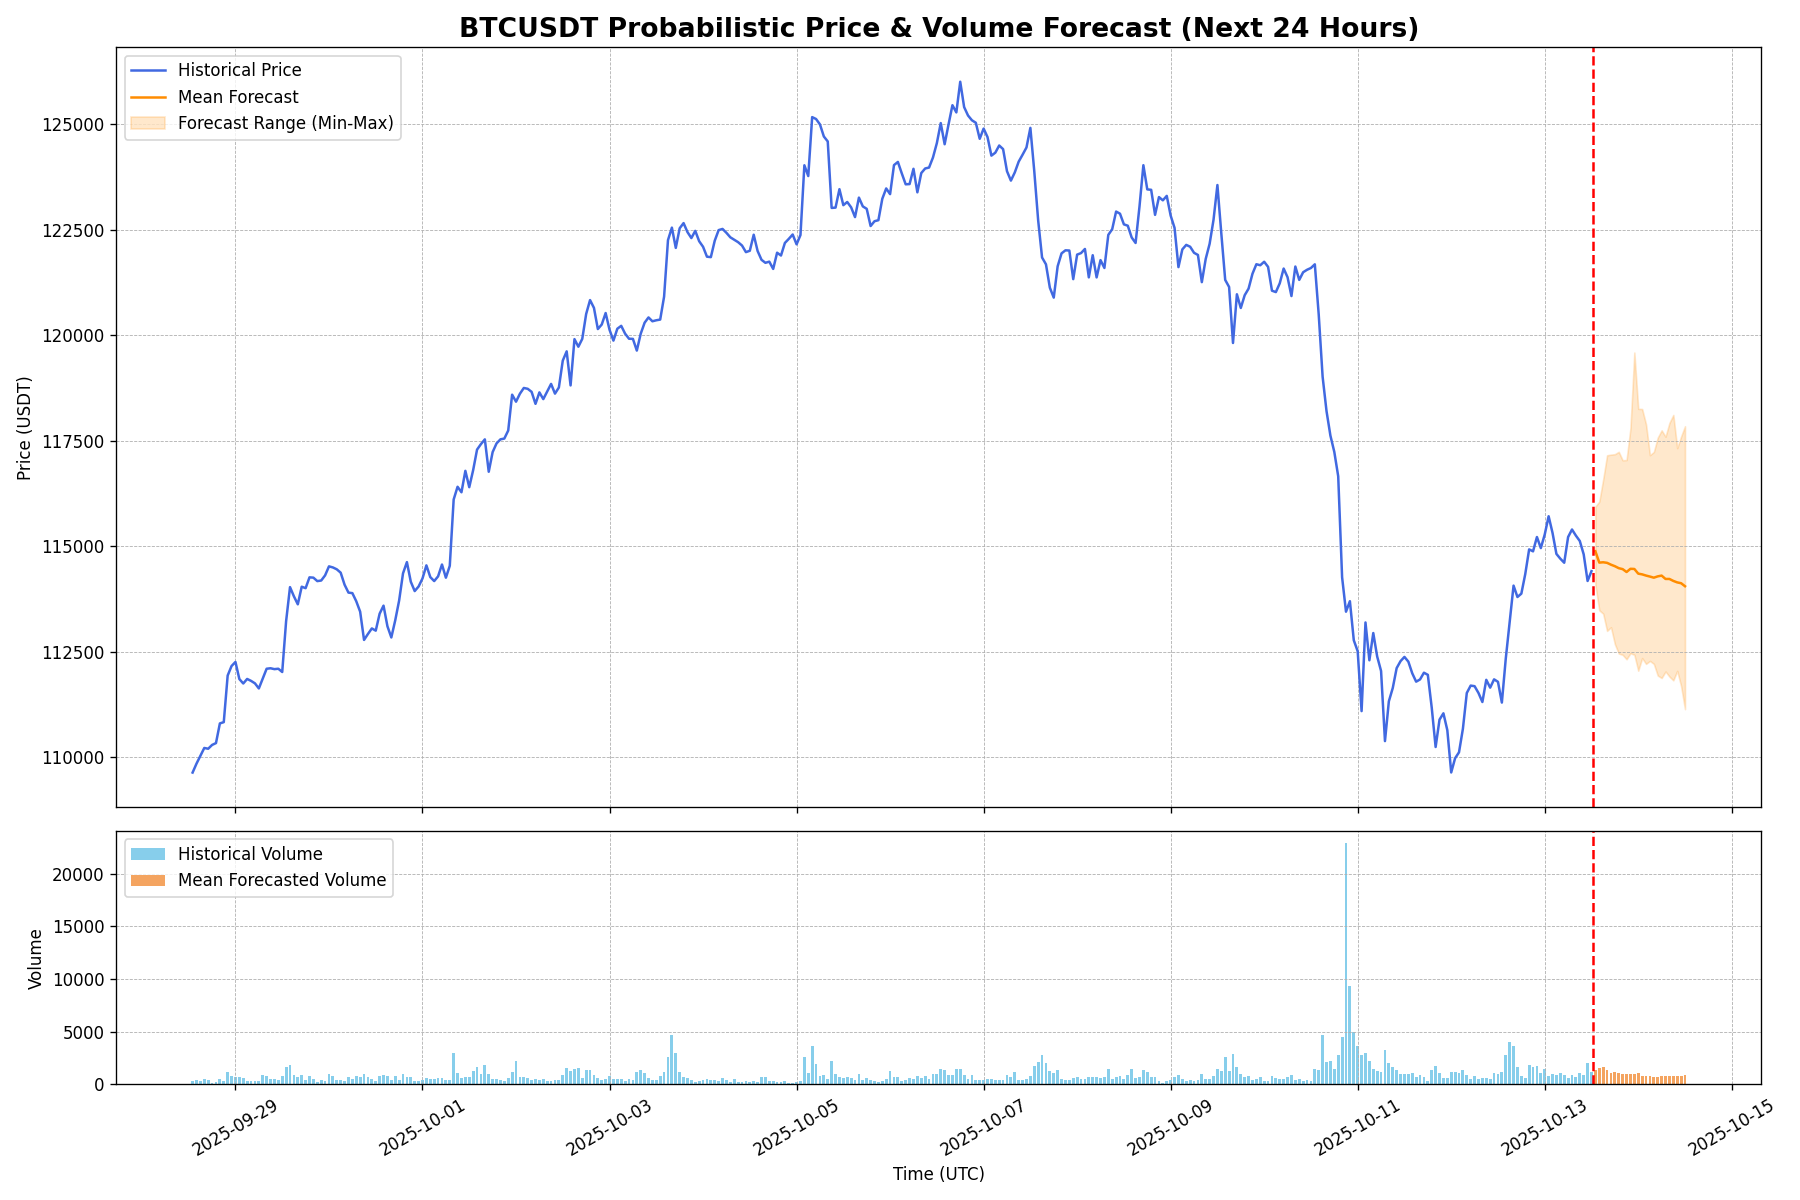 BTCUSDT Probabilistic Price & Volume Forecast (Next 24 Hours)
Historical Price
Mean Forecast
Forecast Range (Min-Max)
125000
122500
120000
117500
115000
112500
110000
Price (USDT)
Historical Volume
Mean Forecasted Volume
20000
15000
10000
5000
0
Volume
2025-09-29
2025-10-01
2025-10-03
2025-10-05
2025-10-07
2025-10-09
2025-10-11
2025-10-13
2025-10-15
Time (UTC)